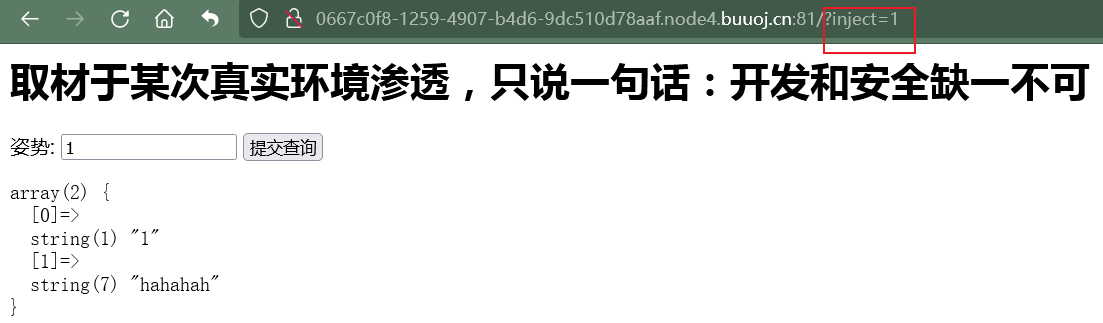 0667c0f8-1259-4907-b4d6-9dc510d78aaf.node4.buuoj.cn:81/?inject=1
取材于某次真实环境渗透，只说一句话：开发和安全缺一不可
姿势: 1 提交查询
array(2) {
  [0]=>
  string(1) "1"
  [1]=>
  string(7) "hahahah"
}